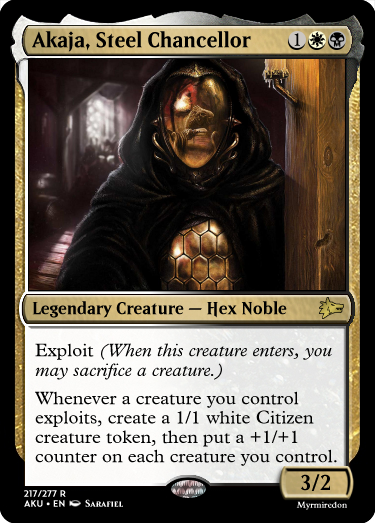 Akaja, Steel Chancellor 1
Legendary Creature — Hex Noble
Exploit (When this creature enters, you
may sacrifice a creature.)
Whenever a creature you control
exploits, create a 1/1 white Citizen
creature token, then put a +1/+1
counter on each creature you control.
3/2
217/277 R
AKU • EN Sarafiel
Myrmiredon